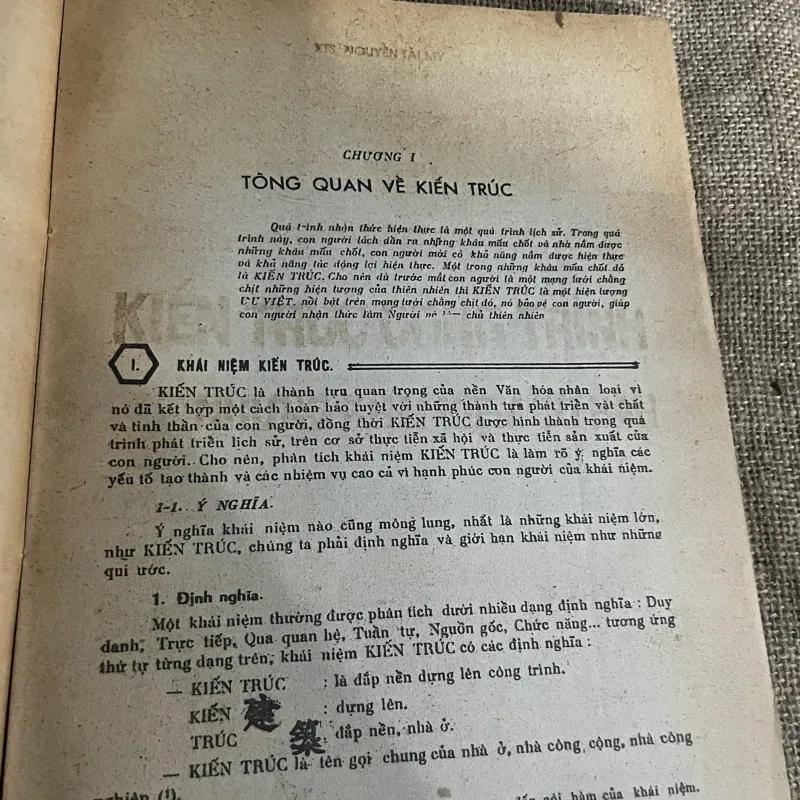 KTS. NGUYỄN TÀI MY
CHƯƠNG I
TỔNG QUAN VỀ KIẾN TRÚC
Quá trình nhận thức hiện thực là một quá trình lịch sử. Trong quá
trình này, con người tách dần ra những khâu mấu chốt và nhờ nắm được
những khâu mấu chốt, con người mới có khả năng nắm được hiện thực
và khả năng tác động lại hiện thực. Một trong những khâu mấu chốt đó
là KIẾN TRÚC. Cho nên dù trước mắt con người là một mạng lưới chằng
chịt những hiện tượng của thiên nhiên thì KIẾN TRÚC là một hiện tượng
ƯU VIỆT, nổi bật trên mạng lưới chằng chịt đó, nó bảo vệ con người, giúp
con người nhận thức làm Người chủ thiên nhiên
I. KHÁI NIỆM KIẾN TRÚC.
KIẾN TRÚC là thành tựu quan trọng của nền Văn hóa nhân loại vì
nó đã kết hợp một cách hoàn hảo tuyệt vời những thành tựu phát triển vật chất
và tinh thần của con người, đồng thời KIẾN TRÚC được hình thành trong quá
trình phát triển lịch sử, trên cơ sở thực tiễn xã hội và thực tiễn sản xuất của
con người. Cho nên, phân tích khái niệm KIẾN TRÚC là làm rõ ý nghĩa các
yếu tố tạo thành và các nhiệm vụ cao cả vì hạnh phúc con người của khái niệm.
1-1. Ý NGHĨA.
Ý nghĩa khái niệm nào cũng mông lung, nhất là những khái niệm lớn,
như KIẾN TRÚC, chúng ta phải định nghĩa và giới hạn khái niệm như những
qui ước.
1. Định nghĩa.
Một khái niệm thường được phân tích dưới nhiều dạng định nghĩa : Duy
danh, Trực tiếp, Qua quan hệ, Tuần tự, Nguồn gốc, Chức năng... tương ứng
thứ tự từng dạng trên, khái niệm KIẾN TRÚC có các định nghĩa :
— KIẾN TRÚC : là đắp nền dựng lên công trình.
KIẾN 建 : dựng lên.
TRÚC 築 : đắp nền, nhà ở.
— KIẾN TRÚC là tên gọi chung của nhà ở, nhà công cộng, nhà công
nghiệp (1).
nội hàm của khái niệm.